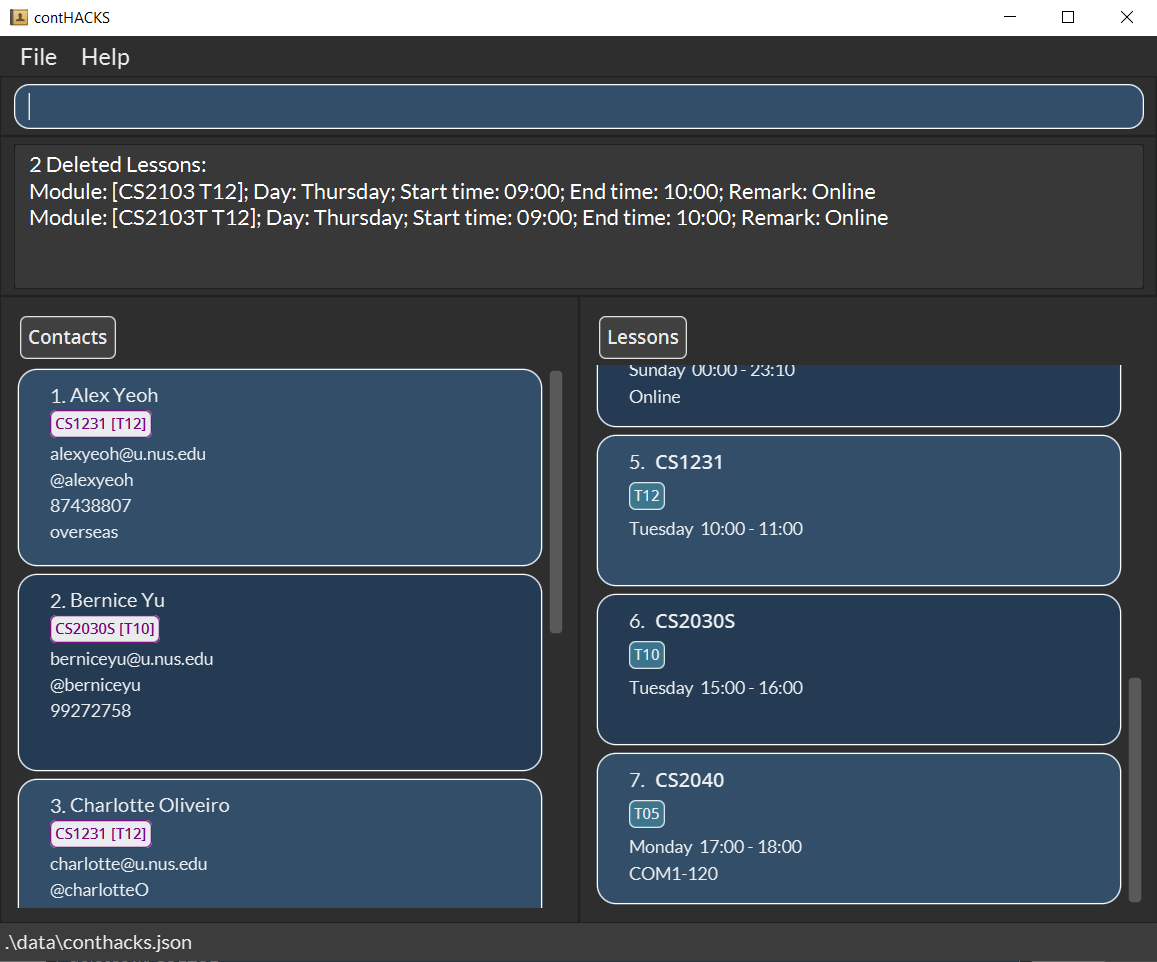 contHACKS
File Help
2 Deleted Lessons:
Module: [CS2103 T12]; Day: Thursday; Start time: 09:00; End time: 10:00; Remark: Online
Module: [CS2103T T12]; Day: Thursday; Start time: 09:00; End time: 10:00; Remark: Online
Contacts
1. Alex Yeoh
CS1231 [T12]
alexyeoh@u.nus.edu
@alexyeoh
87438807
overseas
2. Bernice Yu
CS2030S [T10]
berniceyu@u.nus.edu
@berniceyu
99272758
3. Charlotte Oliveiro
CS1231 [T12]
charlotte@u.nus.edu
@charlotteO
Lessons
Sunday 00:00 - 23:10
Online
5. CS1231
T12
Tuesday 10:00 - 11:00
6. CS2030S
T10
Tuesday 15:00 - 16:00
7. CS2040
T05
Monday 17:00 - 18:00
COM1-120
.\data\conthacks.json